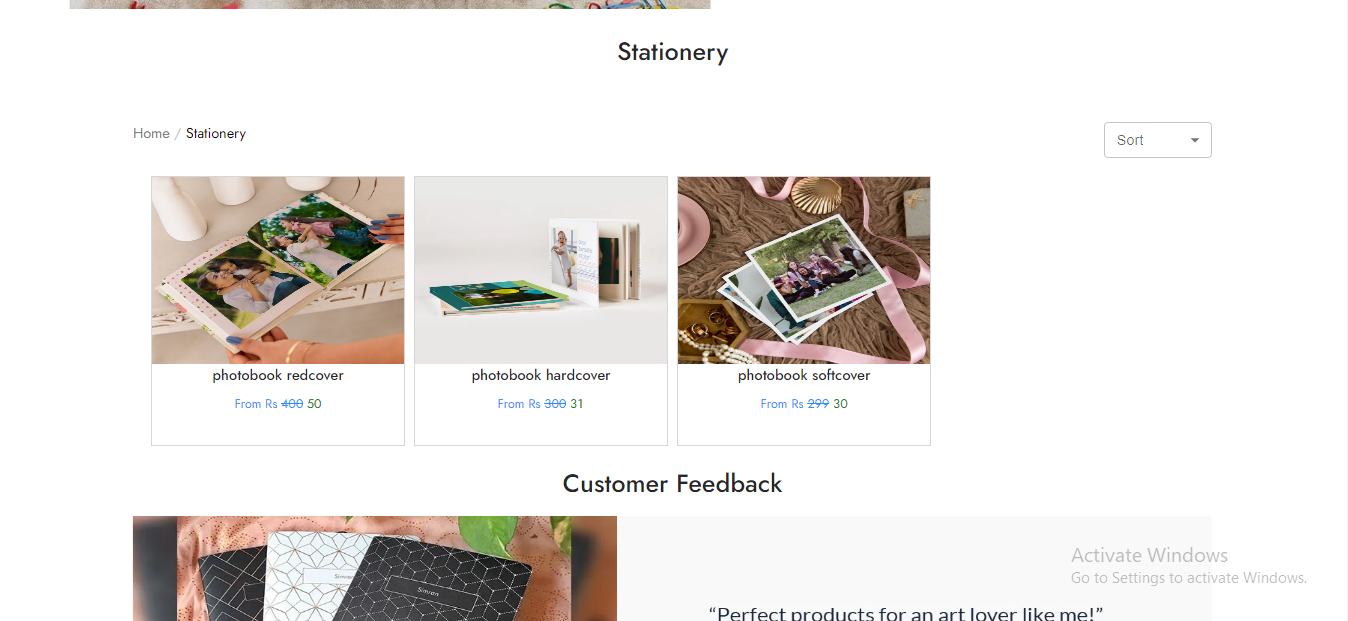 Stationery
Home / Stationery
Sort
photobook redcover
From Rs 400 50
photobook hardcover
From Rs 300 31
photobook softcover
From Rs 299 30
Customer Feedback
Simran
Activate Windows
Go to Settings to activate Windows.
“Perfect products for an art lover like me!”